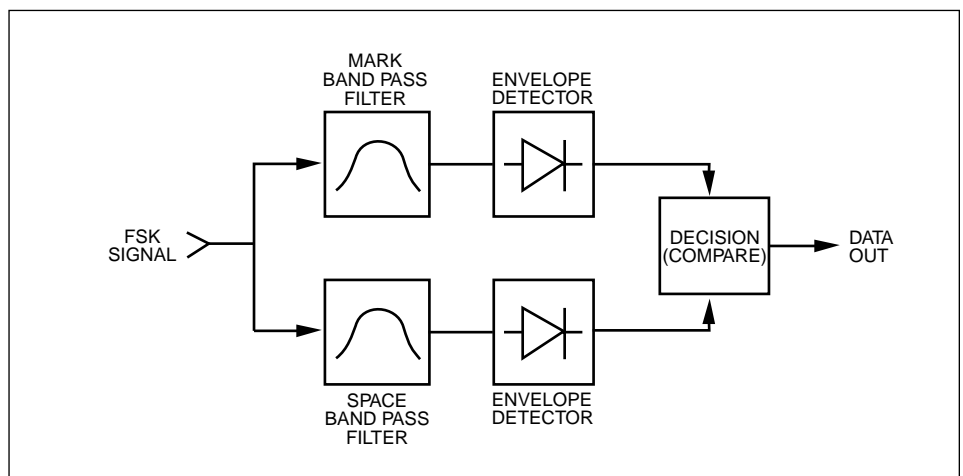 MARK
BAND PASS
FILTER
ENVELOPE
DETECTOR
FSK
SIGNAL
DECISION
(COMPARE)
DATA
OUT
SPACE
BAND PASS
FILTER
ENVELOPE
DETECTOR